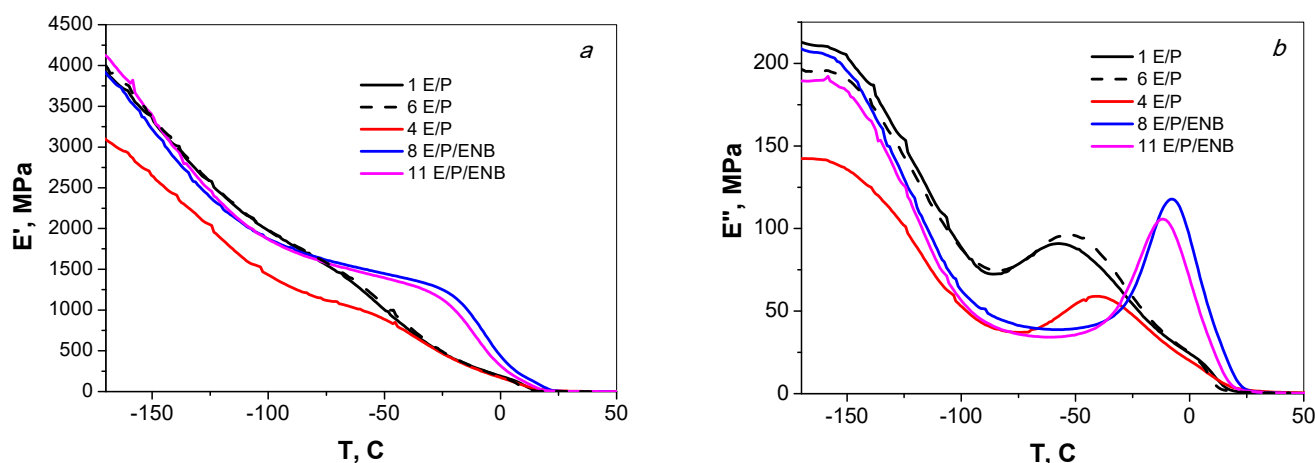 a
4500
4000
3500
3000
2500
2000
1500
1000
500
0
E', MPa
1 E/P
6 E/P
4 E/P
8 E/P/ENB
11 E/P/ENB
-150 -100 -50 0 50
T, C
b
200
150
100
50
0
E", MPa
1 E/P
6 E/P
4 E/P
8 E/P/ENB
11 E/P/ENB
-150 -100 -50 0 50
T, C